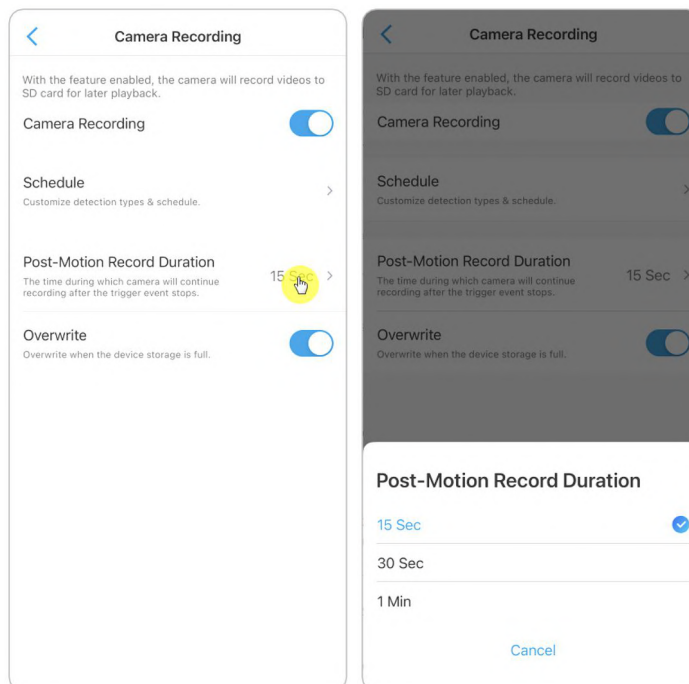 Camera Recording
With the feature enabled, the camera will record videos to
SD card for later playback.
Camera Recording
Schedule
Customize detection types & schedule.
Post-Motion Record Duration
15 Sec
The time during which camera will continue
recording after the trigger event stops.
Overwrite
Overwrite when the device storage is full.
Camera Recording
With the feature enabled, the camera will record videos to
SD card for later playback.
Camera Recording
Schedule
Customize detection types & schedule.
Post-Motion Record Duration
15 Sec
The time during which camera will continue
recording after the trigger event stops.
Overwrite
Overwrite when the device storage is full.
Post-Motion Record Duration
15 Sec
30 Sec
1 Min
Cancel